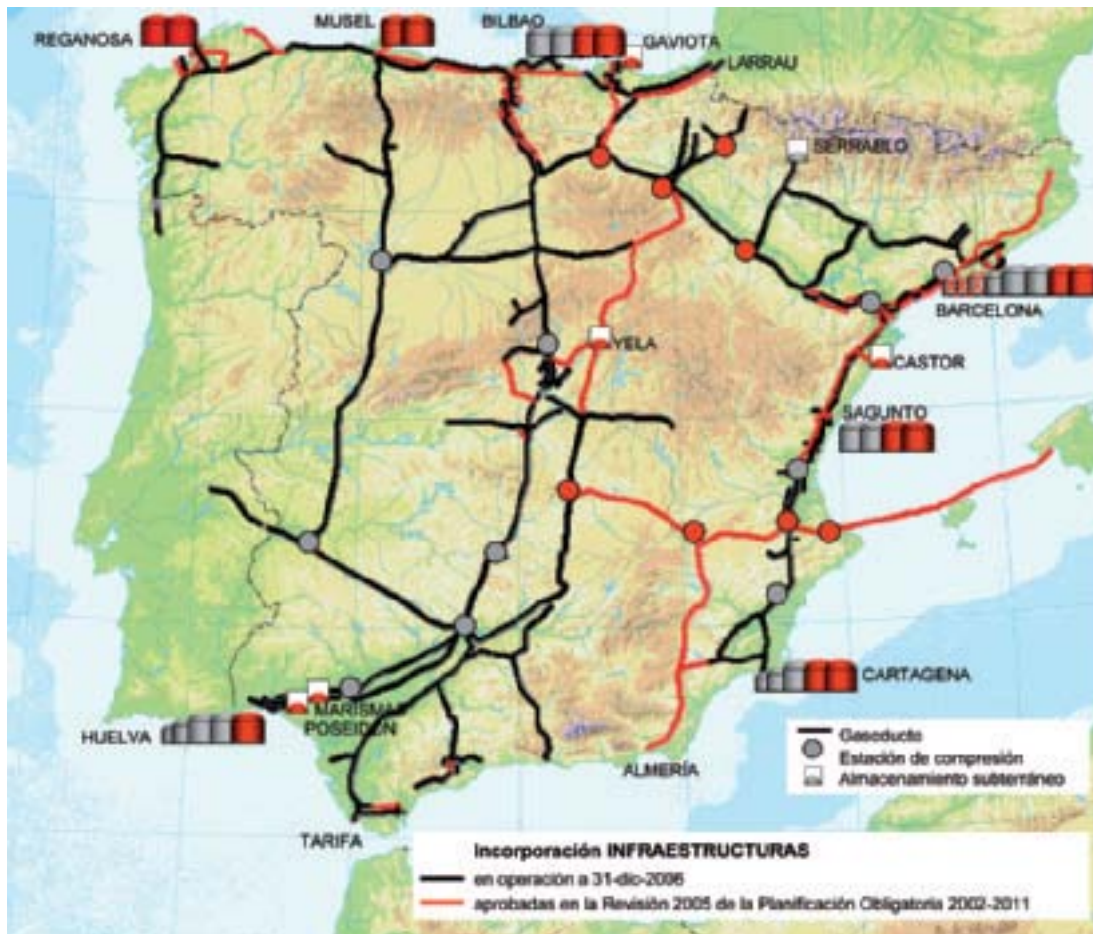 MUSEL
BILBAO
REGANOSA
GAVIOTA
LARRAU
SERRABLO
BARCELONA
YELA
CASTOR
SAGUNTO
CARTAGENA
MARISMAS
POSEIDÓN
HUELVA
ALMERÍA
TARIFA
Gasoducto
Estación de compresión
Almacenamiento subterráneo
Incorporación INFRAESTRUCTURAS
en operación a 31-dic-2006
aprobadas en la Revisión 2005 de la Planificación Obligatoria 2002-2011